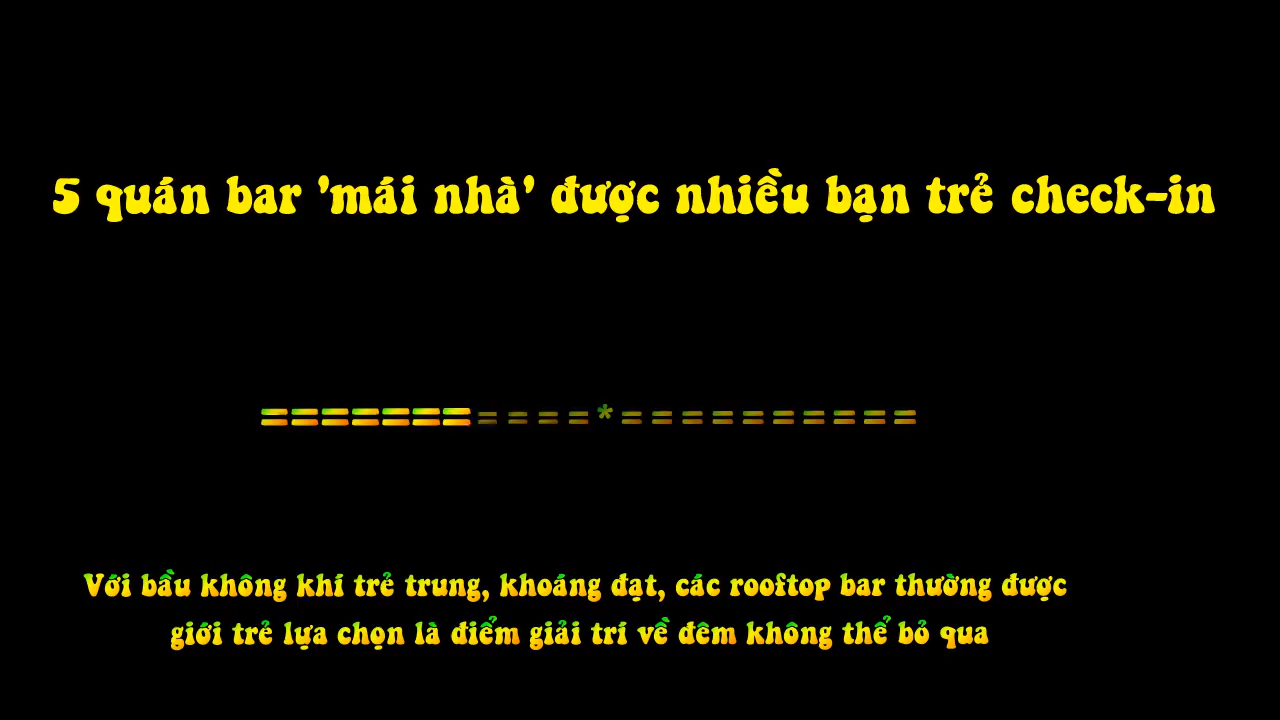 5 quán bar 'mái nhà' được nhiều bạn trẻ check-in
===========*==========
Với bầu không khí trẻ trung, khoáng đạt, các rooftop bar thường được
giới trẻ lựa chọn là điểm giải trí về đêm không thể bỏ qua